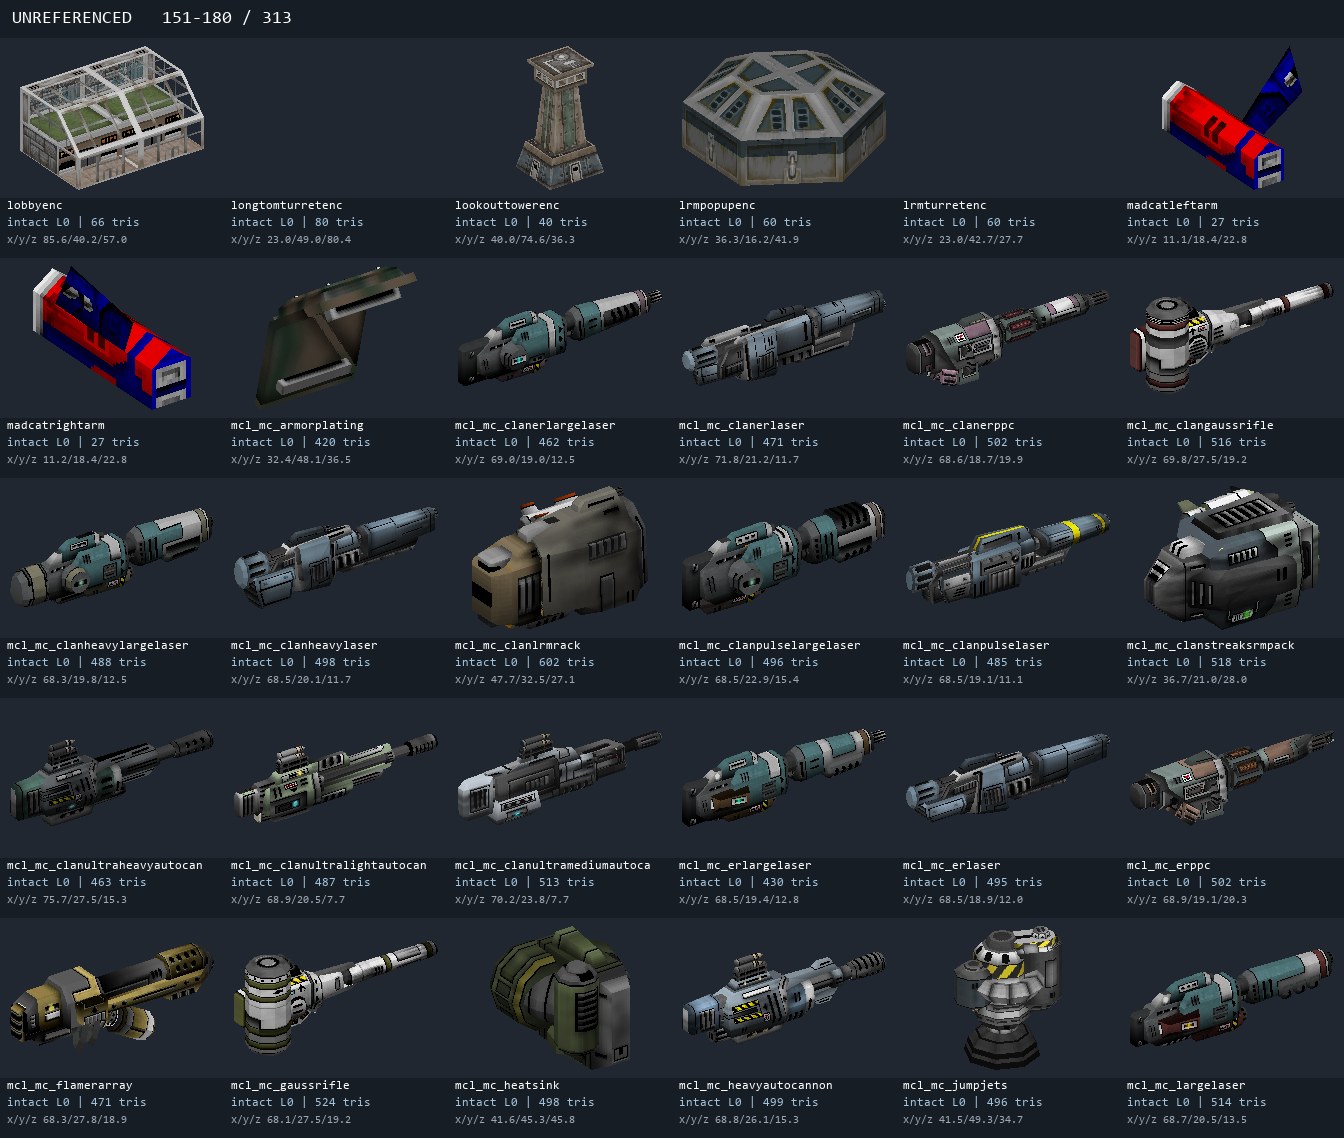 UNREFERENCED   151-180 / 313
lobbyenc
intact L0 | 66 tris
x/y/z 85.6/40.2/57.0
longtomturretenc
intact L0 | 80 tris
x/y/z 23.0/49.0/80.4
lookouttowerenc
intact L0 | 40 tris
x/y/z 40.0/74.6/36.3
lrmpopupenc
intact L0 | 60 tris
x/y/z 36.3/16.2/41.9
lrmturretenc
intact L0 | 60 tris
x/y/z 23.0/42.7/27.7
madcatleftarm
intact L0 | 27 tris
x/y/z 11.1/18.4/22.8
madcatrightarm
intact L0 | 27 tris
x/y/z 11.2/18.4/22.8
mcl_mc_armorplating
intact L0 | 420 tris
x/y/z 32.4/48.1/36.5
mcl_mc_clanerlargelaser
intact L0 | 462 tris
x/y/z 69.0/19.0/12.5
mcl_mc_clanerlaser
intact L0 | 471 tris
x/y/z 71.8/21.2/11.7
mcl_mc_clanerppc
intact L0 | 502 tris
x/y/z 68.6/18.7/19.9
mcl_mc_clangaussrifle
intact L0 | 516 tris
x/y/z 69.8/27.5/19.2
mcl_mc_clanheavylargelaser
intact L0 | 488 tris
x/y/z 68.3/19.8/12.5
mcl_mc_clanheavylaser
intact L0 | 498 tris
x/y/z 68.5/20.1/11.7
mcl_mc_clanlrmrack
intact L0 | 602 tris
x/y/z 47.7/32.5/27.1
mcl_mc_clanpulselargelaser
intact L0 | 496 tris
x/y/z 68.5/22.9/15.4
mcl_mc_clanpulselaser
intact L0 | 485 tris
x/y/z 68.5/19.1/11.1
mcl_mc_clanstreaksrmpack
intact L0 | 518 tris
x/y/z 36.7/21.0/28.0
mcl_mc_clanultraheavyautocan
intact L0 | 463 tris
x/y/z 75.7/27.5/15.3
mcl_mc_clanultralightautocan
intact L0 | 487 tris
x/y/z 68.9/20.5/7.7
mcl_mc_clanultramediumautoca
intact L0 | 513 tris
x/y/z 70.2/23.8/7.7
mcl_mc_erlargelaser
intact L0 | 430 tris
x/y/z 68.5/19.4/12.8
mcl_mc_erlaser
intact L0 | 495 tris
x/y/z 68.5/18.9/12.0
mcl_mc_erppc
intact L0 | 502 tris
x/y/z 68.9/19.1/20.3
mcl_mc_flamerarray
intact L0 | 471 tris
x/y/z 68.3/27.8/18.9
mcl_mc_gaussrifle
intact L0 | 524 tris
x/y/z 68.1/27.5/19.2
mcl_mc_heatsink
intact L0 | 498 tris
x/y/z 41.6/45.3/45.8
mcl_mc_heavyautocannon
intact L0 | 499 tris
x/y/z 68.8/26.1/15.3
mcl_mc_jumpjets
intact L0 | 496 tris
x/y/z 41.5/49.3/34.7
mcl_mc_largelaser
intact L0 | 514 tris
x/y/z 68.7/20.5/13.5